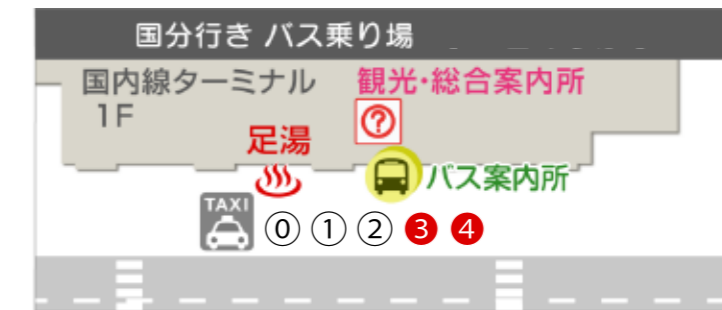 国分行き バス乗り場
国内線ターミナル
1F
観光・総合案内所
?
足湯
バス案内所
TAXI
⓪ ① ② ❸ ❹